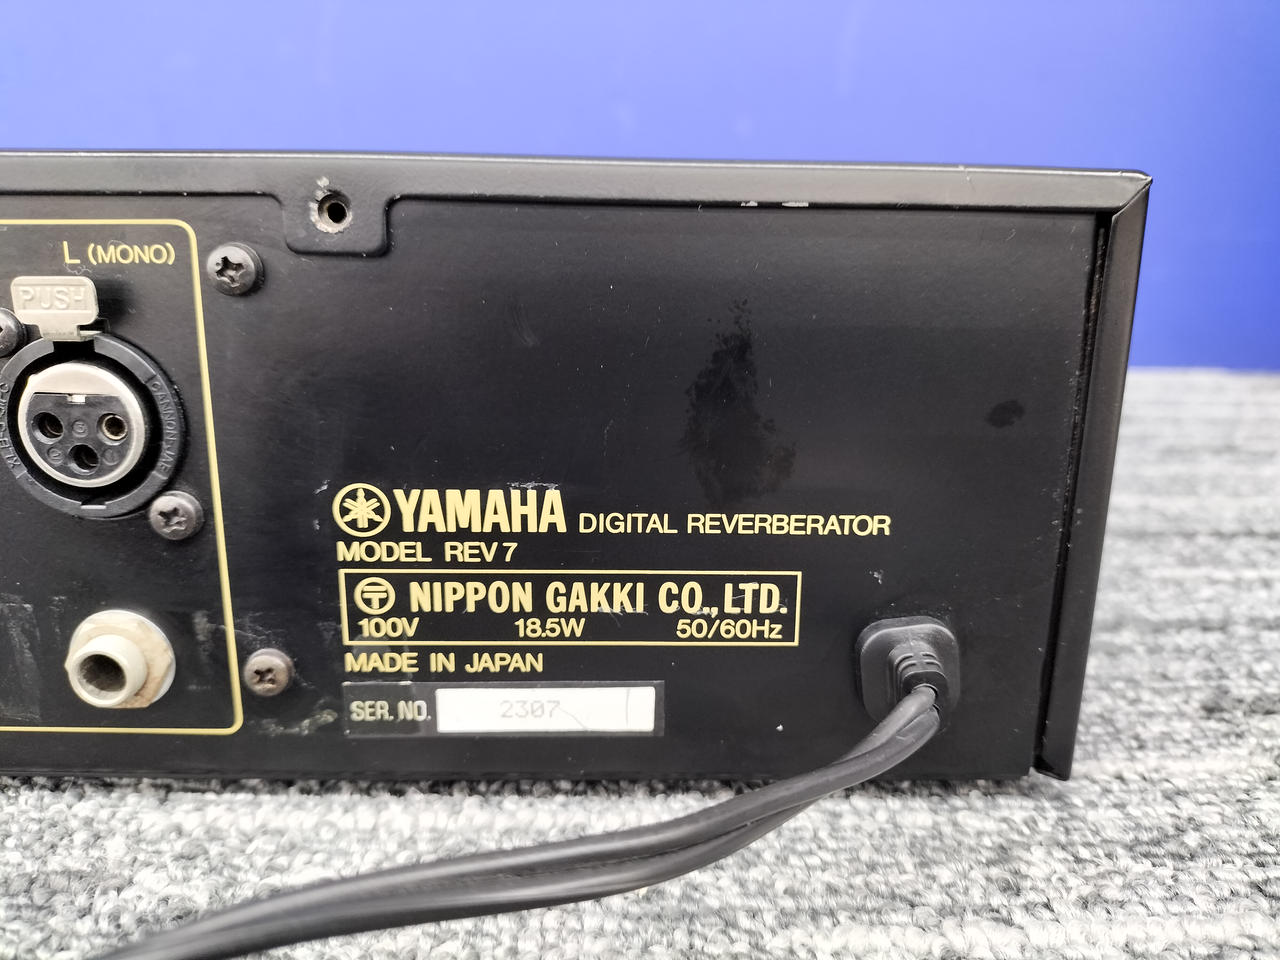 L (MONO)
PUSH
YAMAHA DIGITAL REVERBERATOR
MODEL REV7
NIPPON GAKKI CO.,LTD.
100V 18.5W 50/60Hz
MADE IN JAPAN
SER. NO. 2307